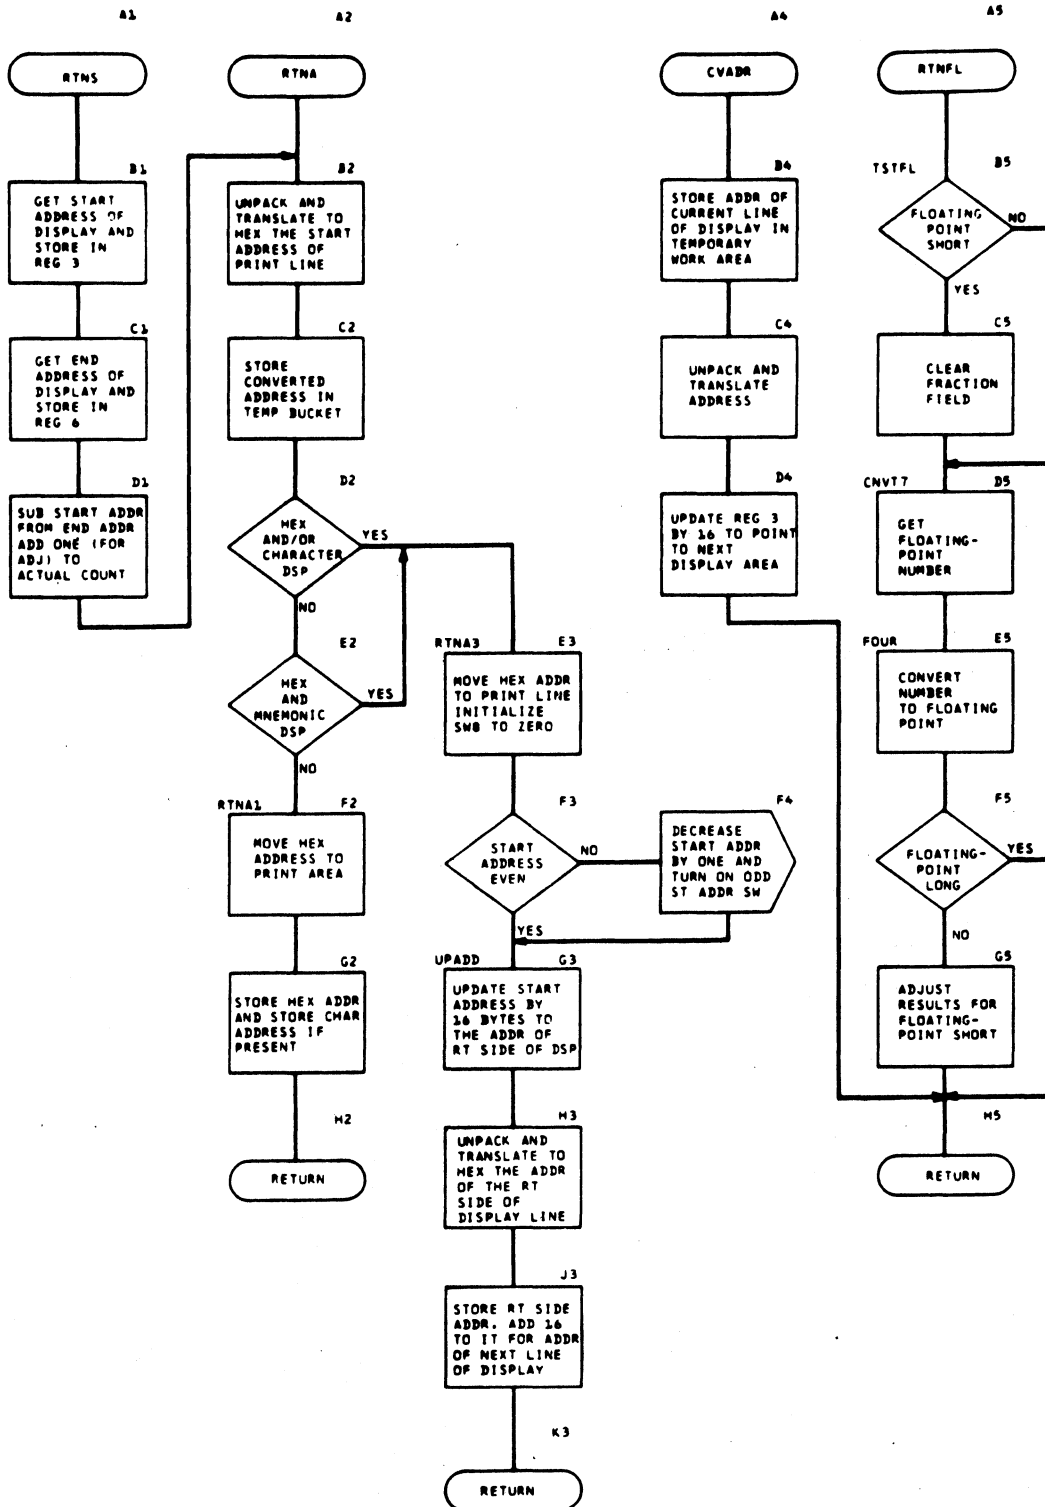 A1
A2
A4
A5
RTNS
RTNA
CVADR
RTNFL
B1
GET START
ADDRESS OF
DISPLAY AND
STORE IN
REG 3
C1
GET END
ADDRESS OF
DISPLAY AND
STORE IN
REG 6
D1
SUB START ADDR
FROM END ADDR
ADD ONE (FOR
ADJ) TO
ACTUAL COUNT
B2
UNPACK AND
TRANSLATE TO
HEX THE START
ADDRESS OF
PRINT LINE
C2
STORE
CONVERTED
ADDRESS IN
TEMP BUCKET
D2
HEX
AND/OR
CHARACTER
DSP
YES
NO
E2
HEX
AND
MNEMONIC
DSP
YES
NO
RTNA1
F2
MOVE HEX
ADDRESS TO
PRINT AREA
G2
STORE HEX ADDR
AND STORE CHAR
ADDRESS IF
PRESENT
H2
RETURN
RTNA3
E3
MOVE HEX ADDR
TO PRINT LINE
INITIALIZE
SWB TO ZERO
F3
START
ADDRESS
EVEN
NO
YES
F4
DECREASE
START ADDR
BY ONE AND
TURN ON ODD
ST ADDR SW
UPADD
G3
UPDATE START
ADDRESS BY
16 BYTES TO
THE ADDR OF
RT SIDE OF DSP
H3
UNPACK AND
TRANSLATE TO
HEX THE ADDR
OF THE RT
SIDE OF
DISPLAY LINE
J3
STORE RT SIDE
ADDR. ADD 16
TO IT FOR ADDR
OF NEXT LINE
OF DISPLAY
K3
RETURN
B4
STORE ADDR OF
CURRENT LINE
OF DISPLAY IN
TEMPORARY
WORK AREA
C4
UNPACK AND
TRANSLATE
ADDRESS
D4
UPDATE REG 3
BY 16 TO POINT
TO NEXT
DISPLAY AREA
TSTFL
B5
FLOATING
POINT
SHORT
NO
YES
C5
CLEAR
FRACTION
FIELD
CNVT7
D5
GET
FLOATING-
POINT
NUMBER
FOUR
E5
CONVERT
NUMBER
TO FLOATING
POINT
F5
FLOATING-
POINT
LONG
YES
NO
G5
ADJUST
RESULTS FOR
FLOATING-
POINT SHORT
H5
RETURN